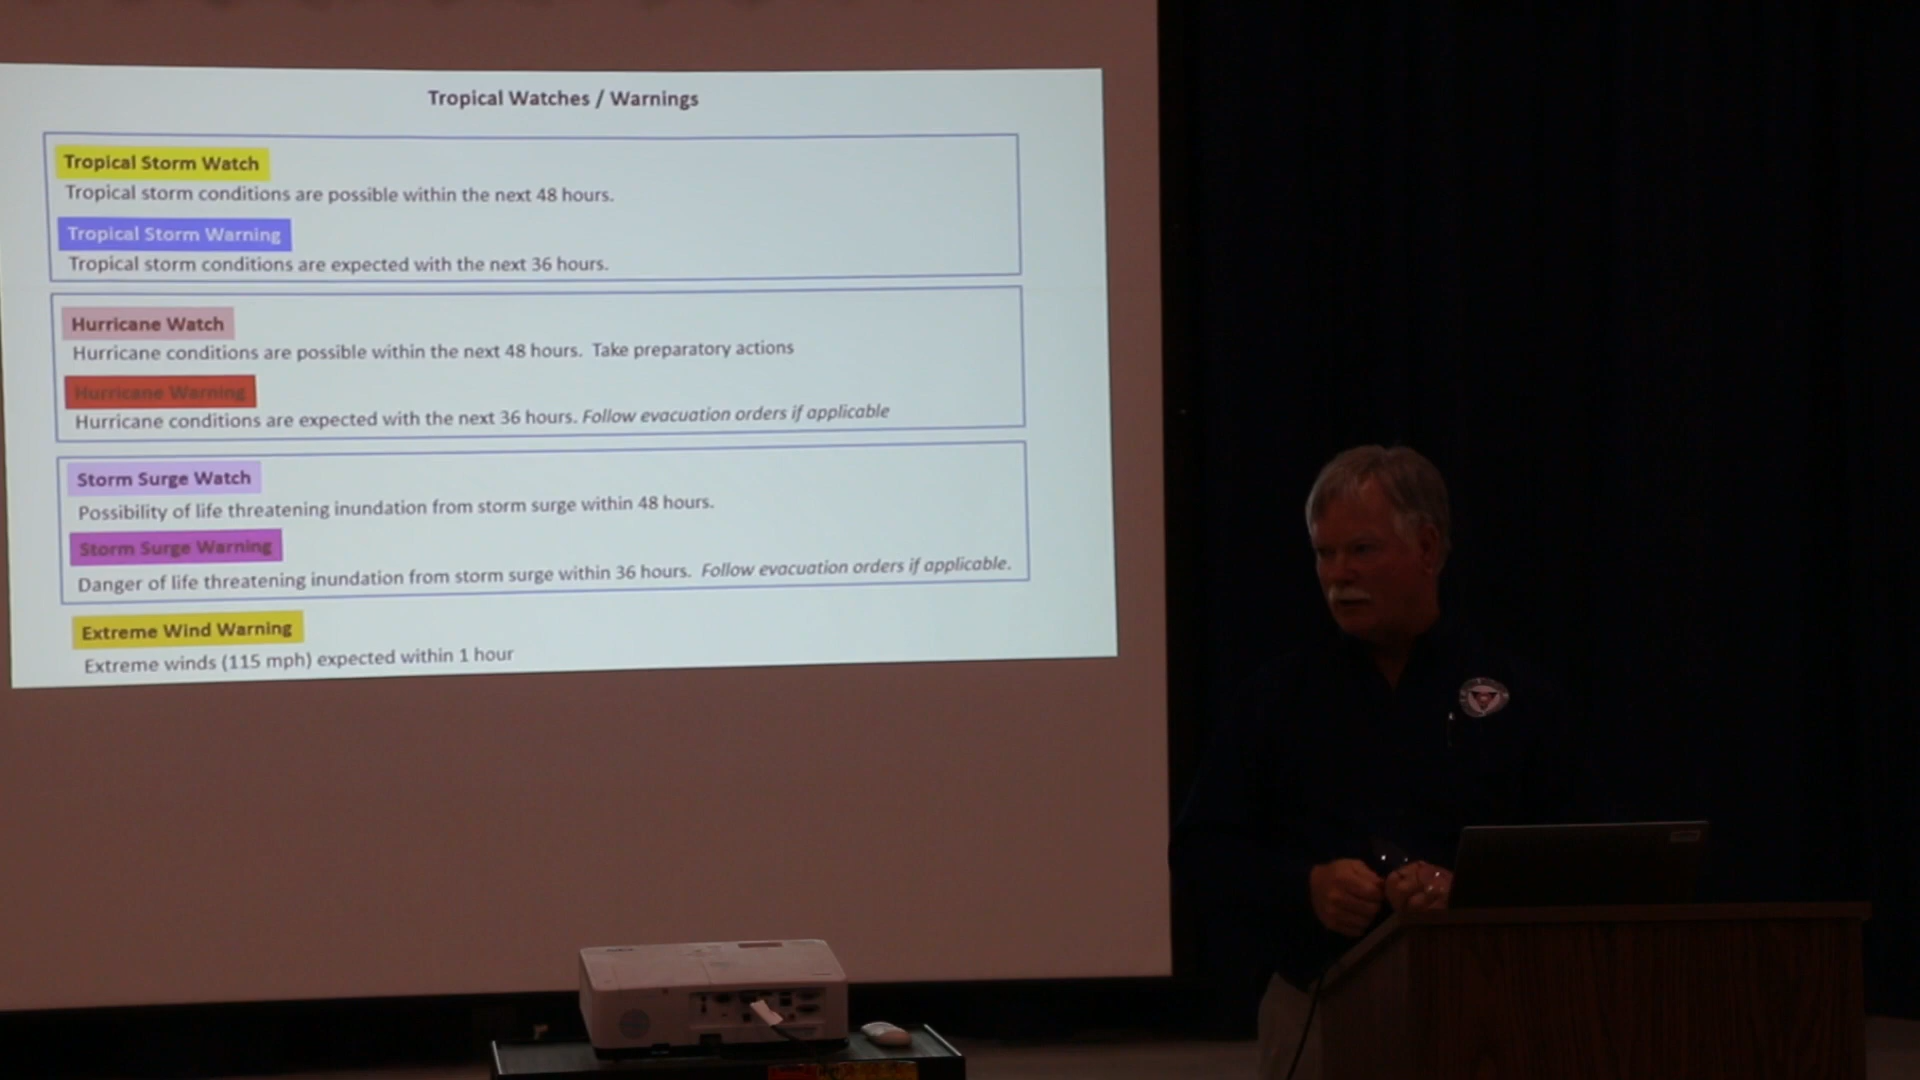 Tropical Watches / Warnings
Tropical Storm Watch
Tropical storm conditions are possible within the next 48 hours.
Tropical Storm Warning
Tropical storm conditions are expected with the next 36 hours.
Hurricane Watch
Hurricane conditions are possible within the next 48 hours. Take preparatory actions
Hurricane Warning
Hurricane conditions are expected with the next 36 hours. Follow evacuation orders if applicable
Storm Surge Watch
Possibility of life threatening inundation from storm surge within 48 hours.
Storm Surge Warning
Danger of life threatening inundation from storm surge within 36 hours. Follow evacuation orders if applicable.
Extreme Wind Warning
Extreme winds (115 mph) expected within 1 hour